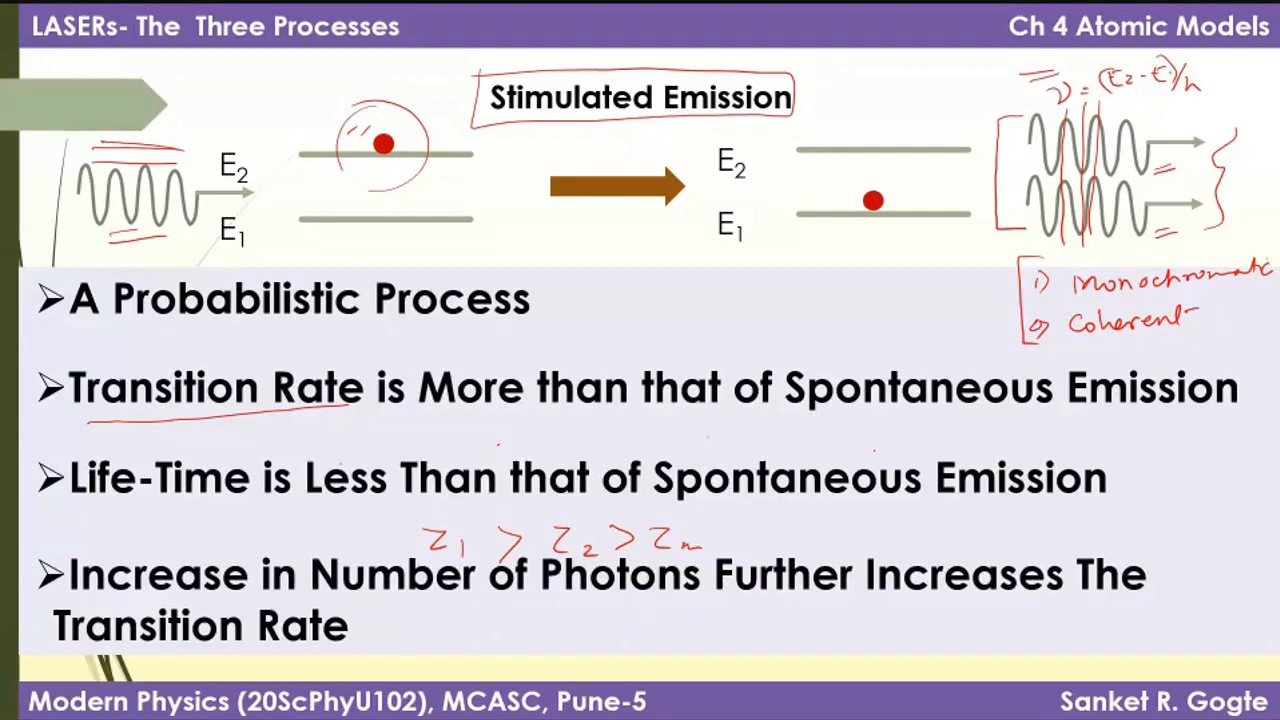 LASERs- The Three Processes
Ch 4 Atomic Models
Stimulated Emission
ν = (E2 - E1)/h
E2
E1
E2
E1
1) Monochromatic
2) Coherent
➢A Probabilistic Process
➢Transition Rate is More than that of Spontaneous Emission
➢Life-Time is Less Than that of Spontaneous Emission
τ1 > τ2 > τn
➢Increase in Number of Photons Further Increases The
Transition Rate
Modern Physics (20ScPhyU102), MCASC, Pune-5
Sanket R. Gogte